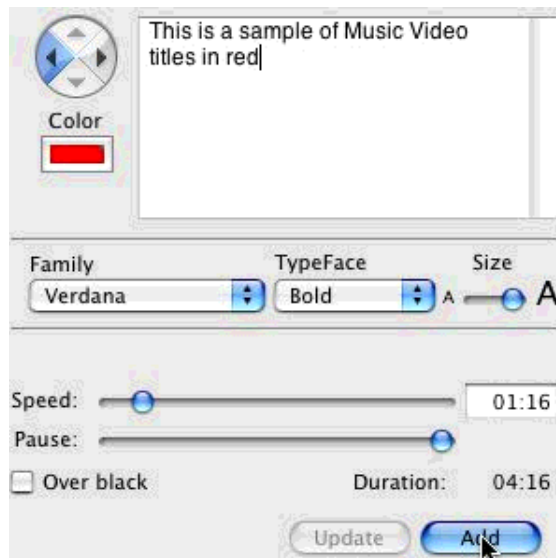 This is a sample of Music Video
titles in red
Color
Family TypeFace Size
Verdana Bold A A
Speed: 01:16
Pause:
Over black Duration: 04:16
Update Add